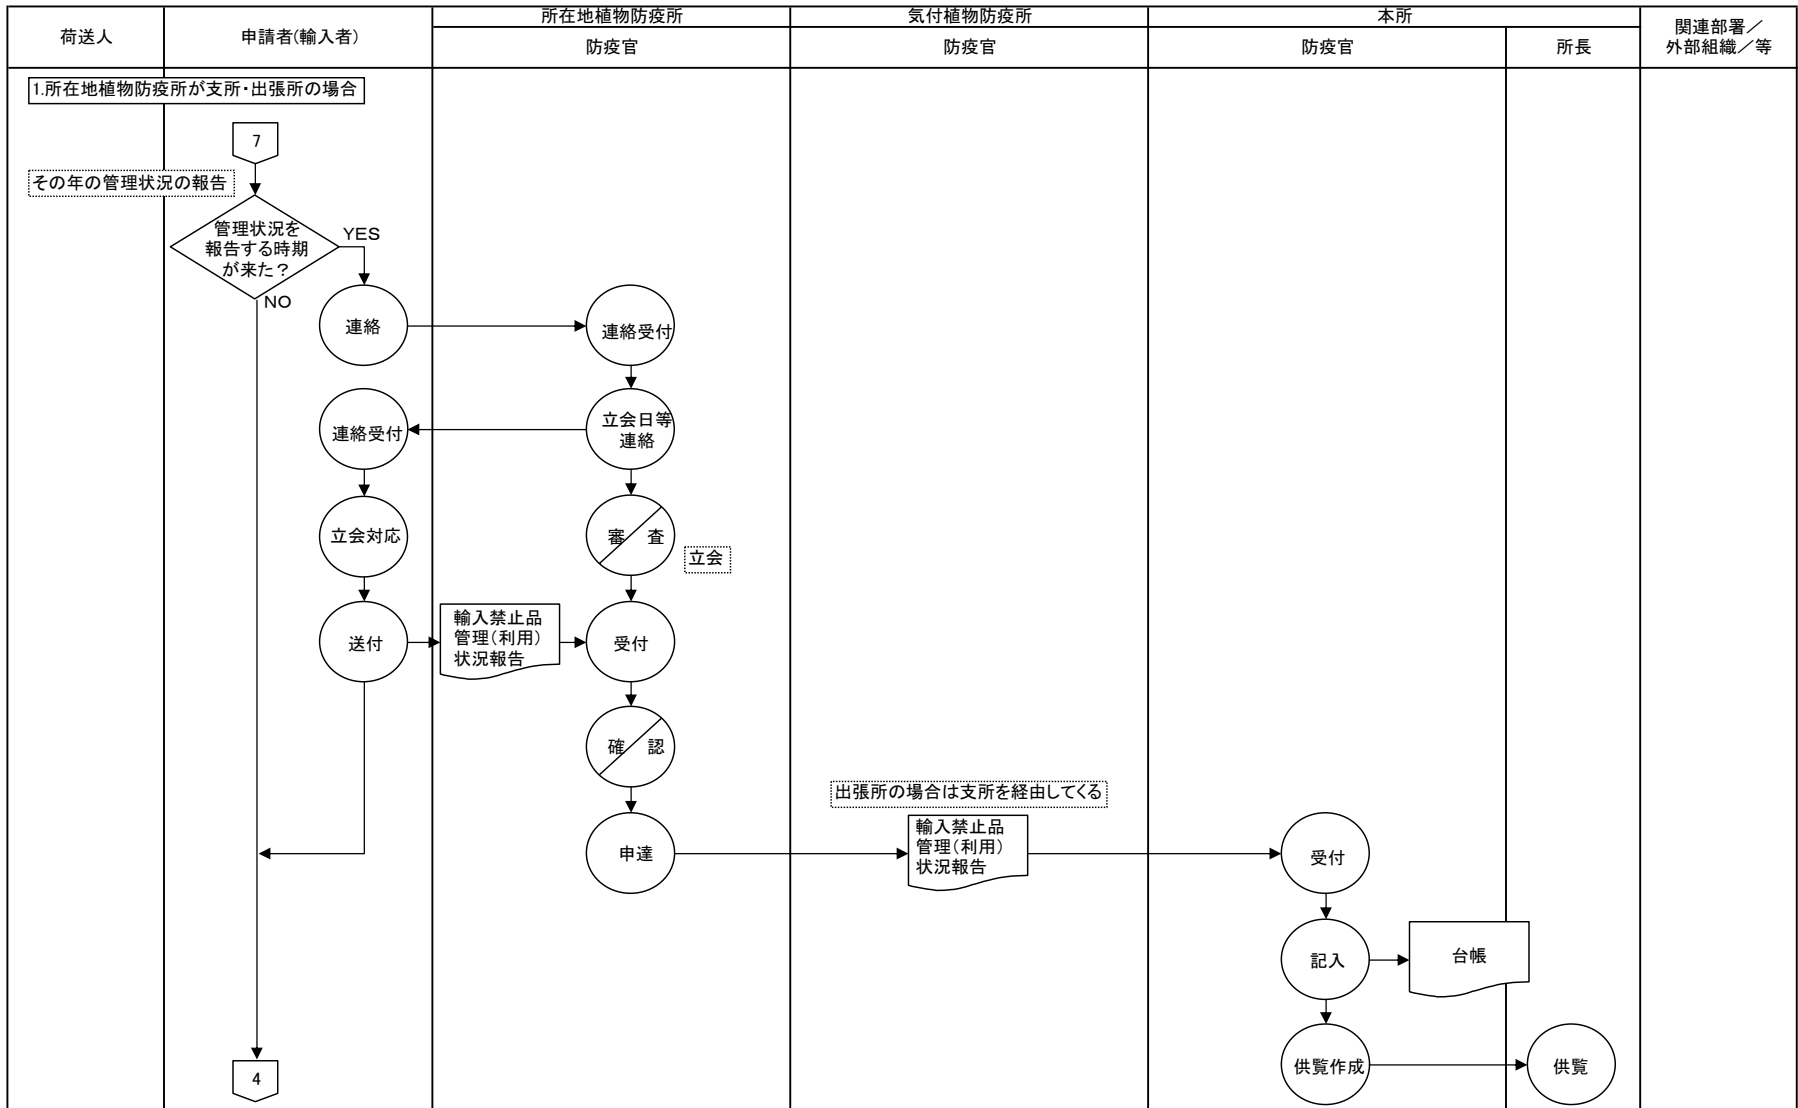 荷送人
申請者(輸入者)
所在地植物防疫所
防疫官
気付植物防疫所
防疫官
本所
防疫官
所長
関連部署／
外部組織／等
1.所在地植物防疫所が支所・出張所の場合
7
その年の管理状況の報告
管理状況を
報告する時期
が来た？
YES
NO
連絡
連絡受付
立会日等
連絡
連絡受付
立会対応
審 査
立会
送付
輸入禁止品
管理(利用)
状況報告
受付
確 認
出張所の場合は支所を経由してくる
申達
輸入禁止品
管理(利用)
状況報告
受付
記入
台帳
供覧作成
供覧
4